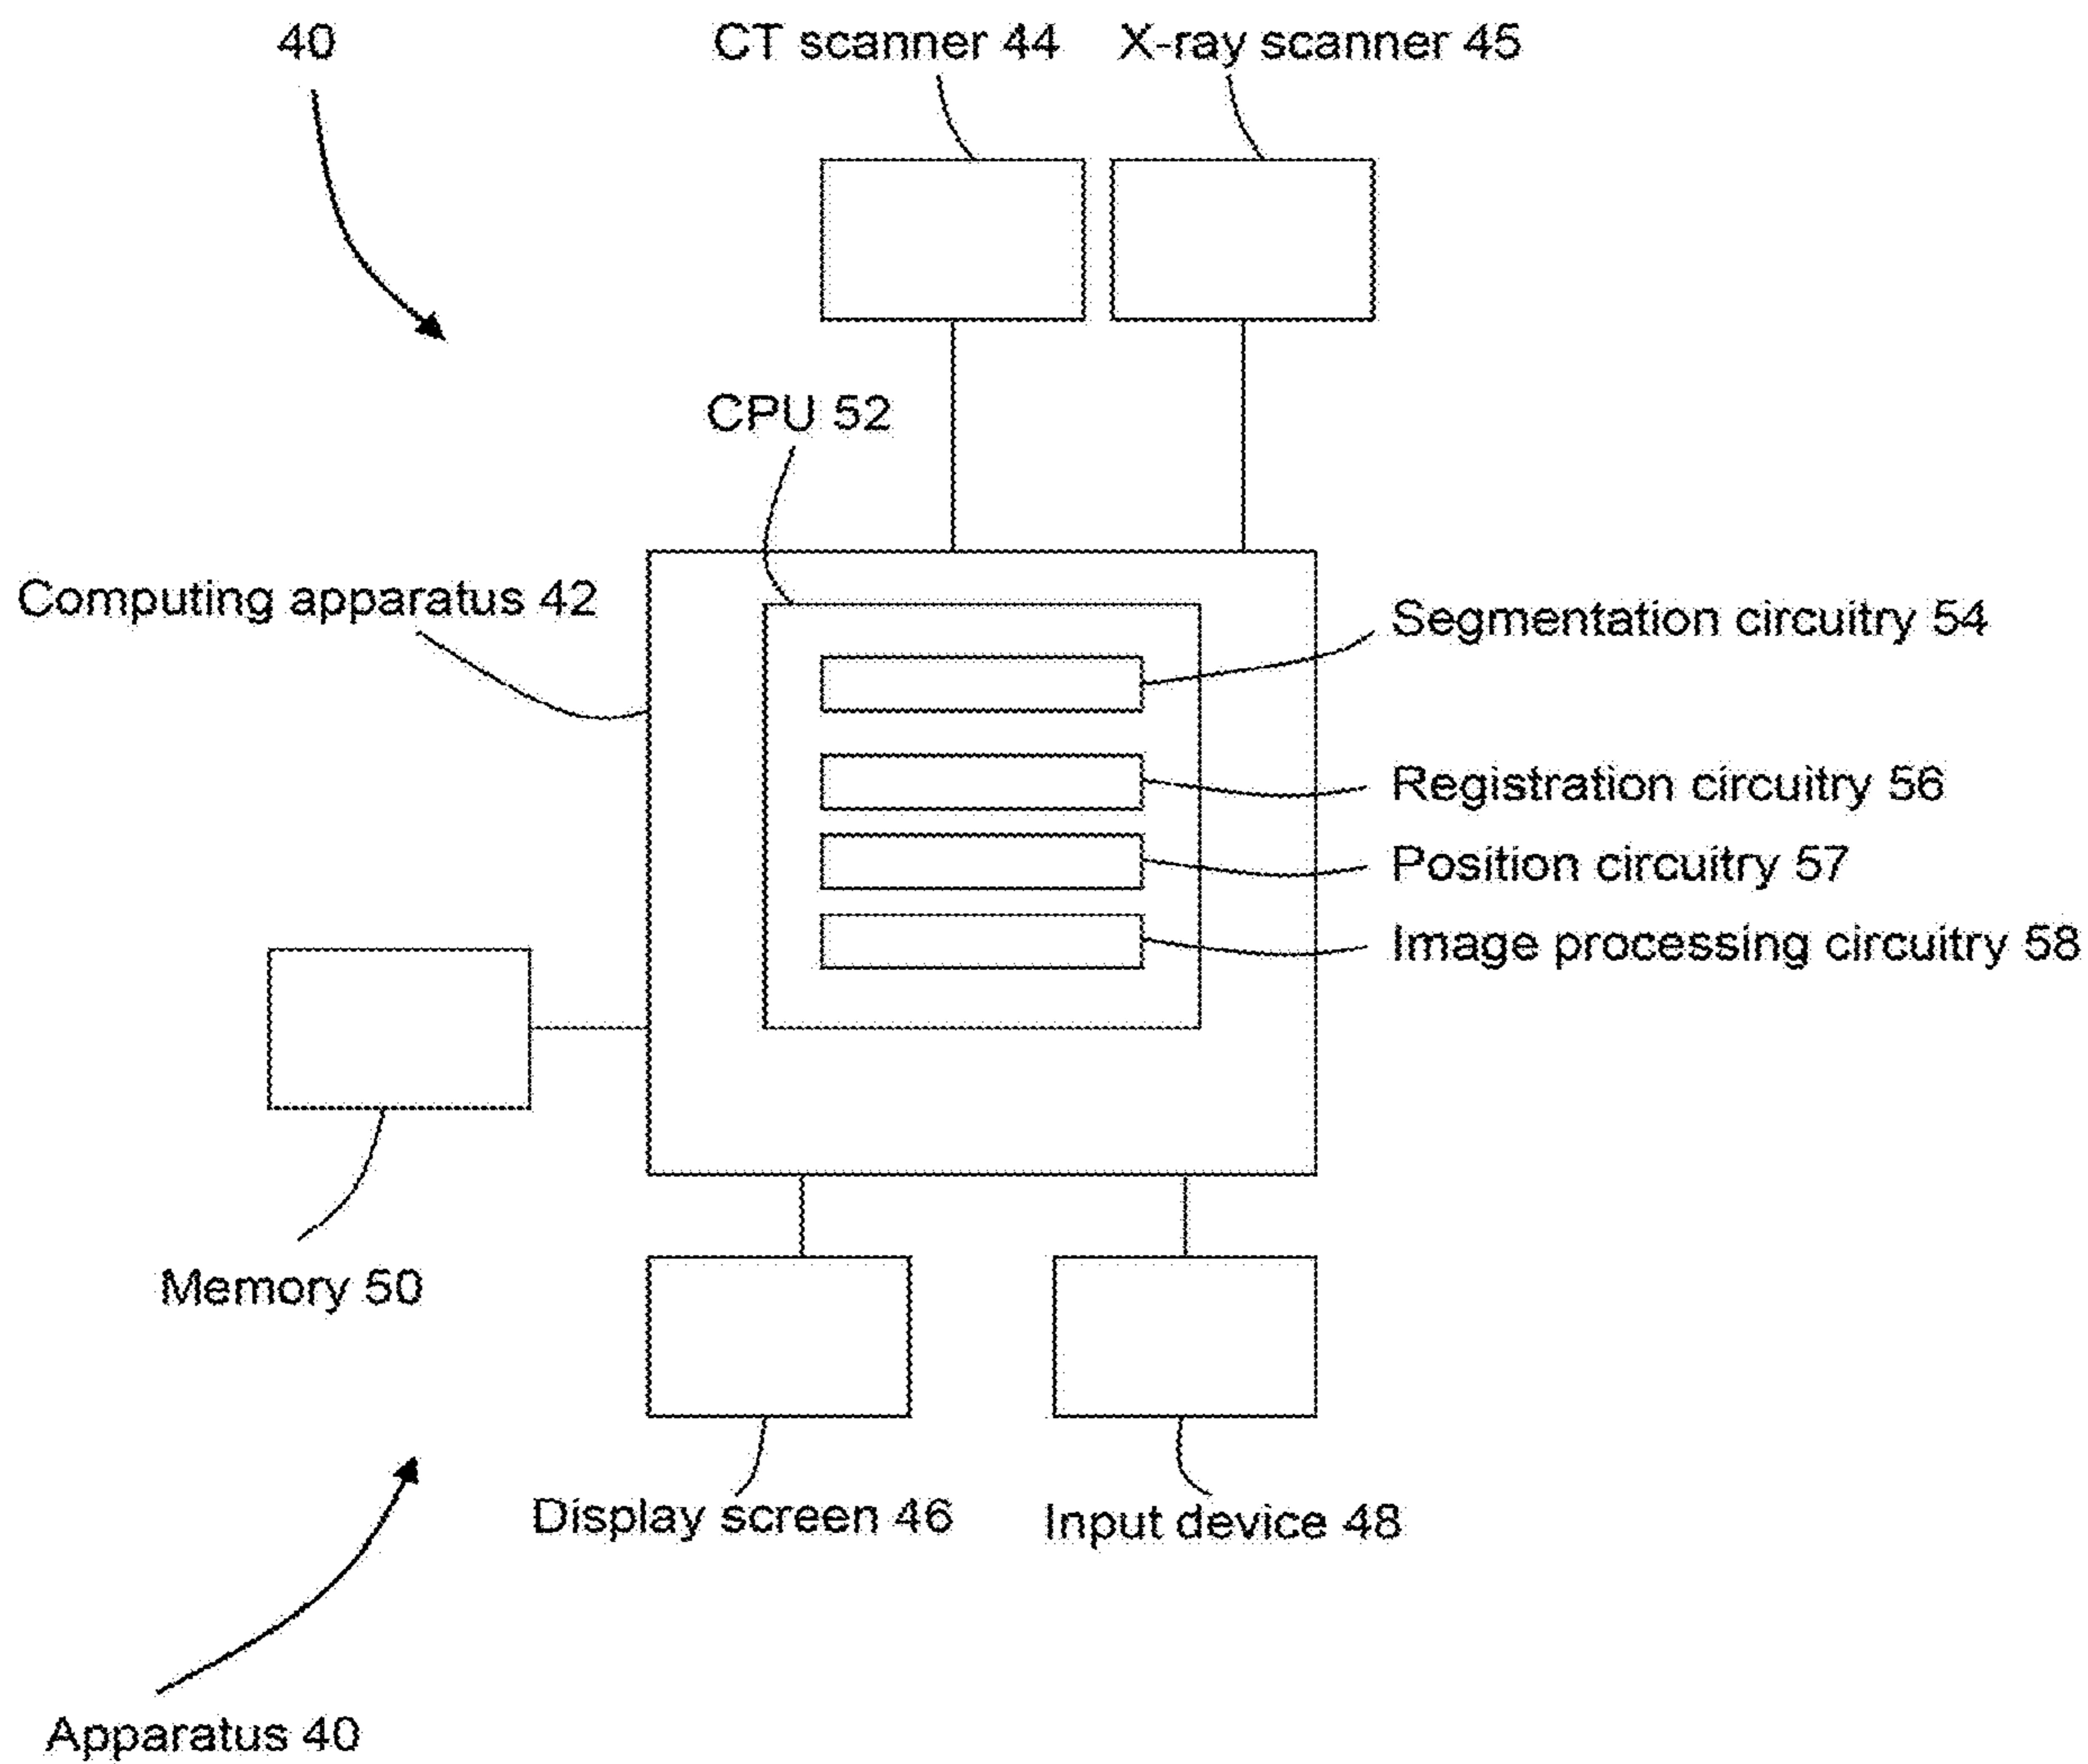 40
CT scanner 44
X-ray scanner 45
CPU 52
Computing apparatus 42
Segmentation circuitry 54
Registration circuitry 56
Position circuitry 57
Image processing circuitry 58
Memory 50
Display screen 46
Input device 48
Apparatus 40